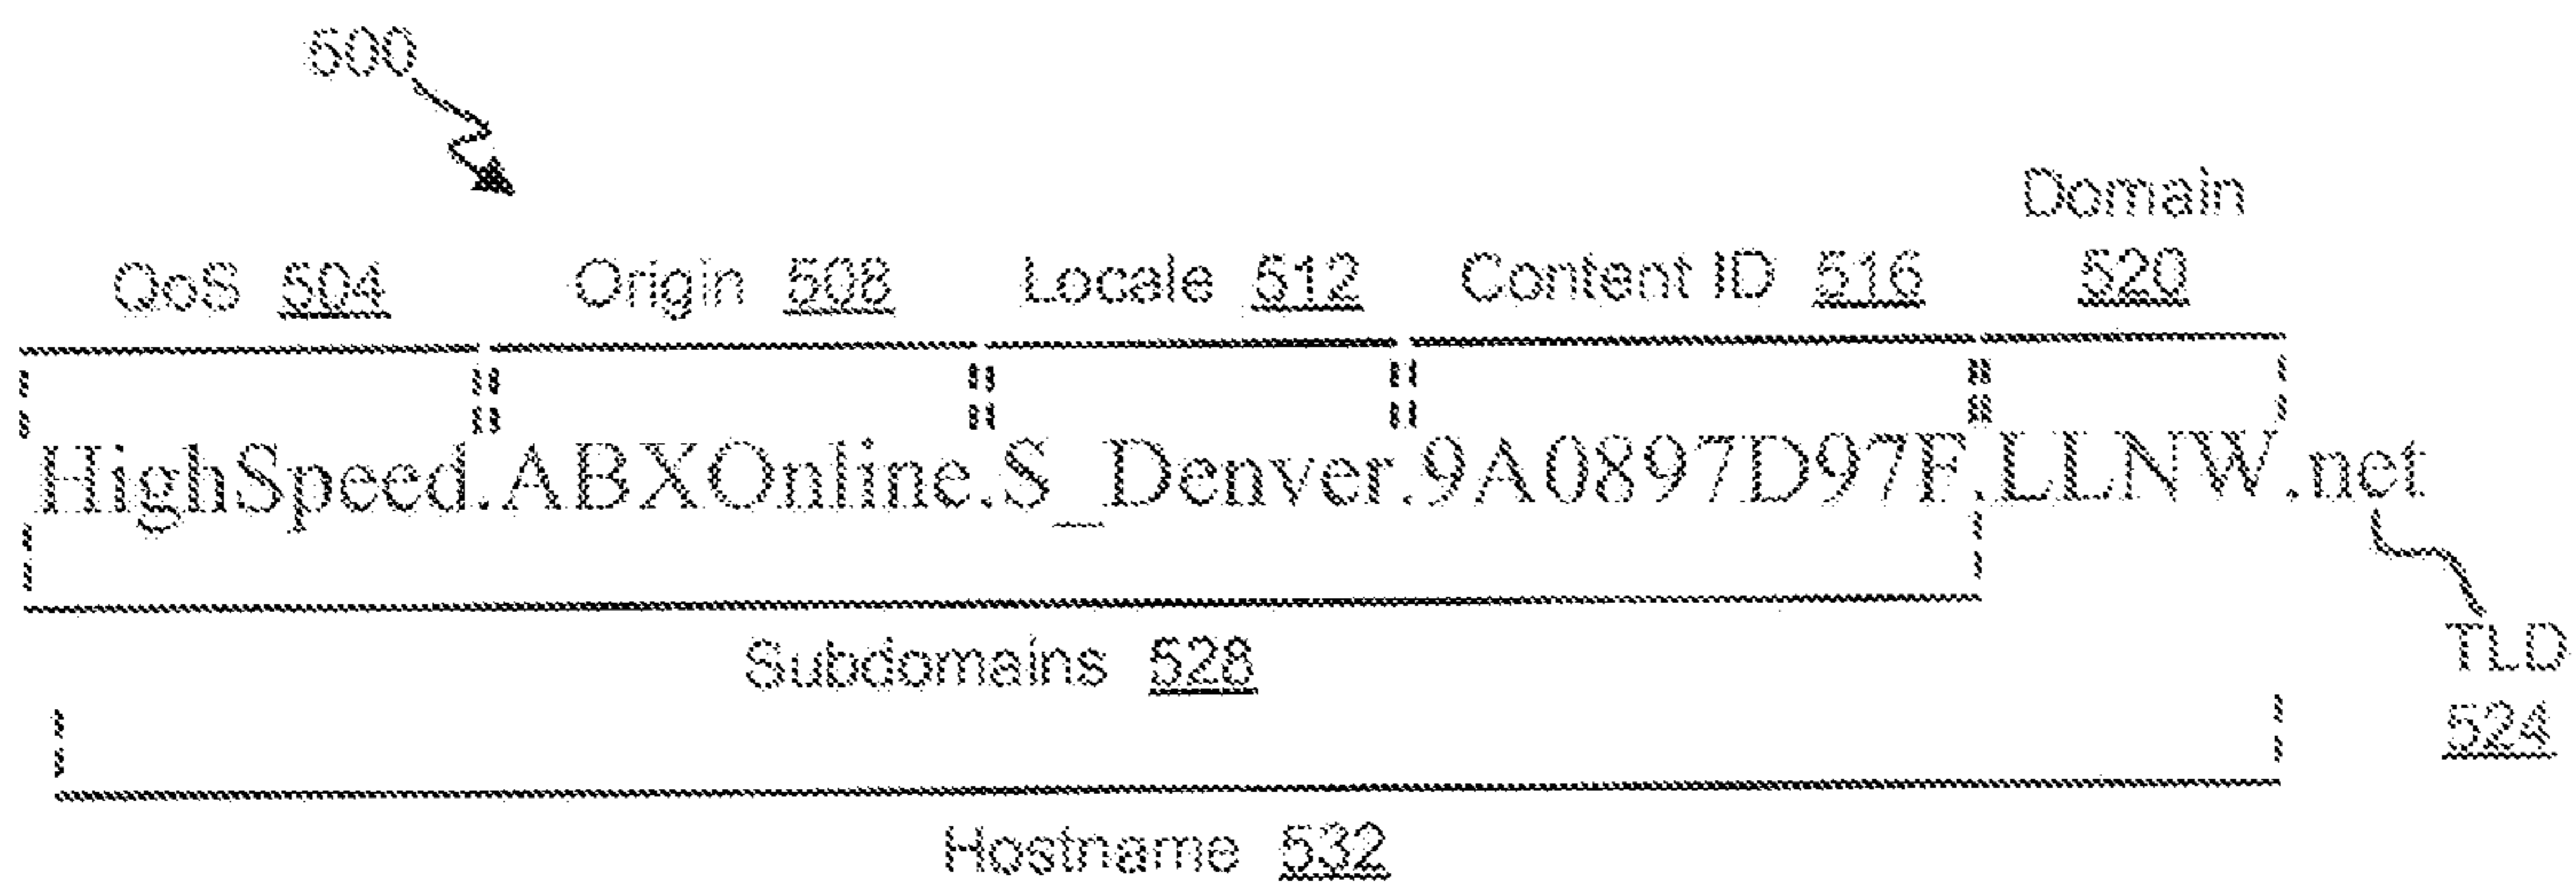 500
Domain
QoS 504 Origin 508 Locale 512 Content ID 516 520
HighSpeed.ABXOnline.S_Denver.9A0897D97F.LLNW.net
Subdomains 528
TLD
524
Hostname 532